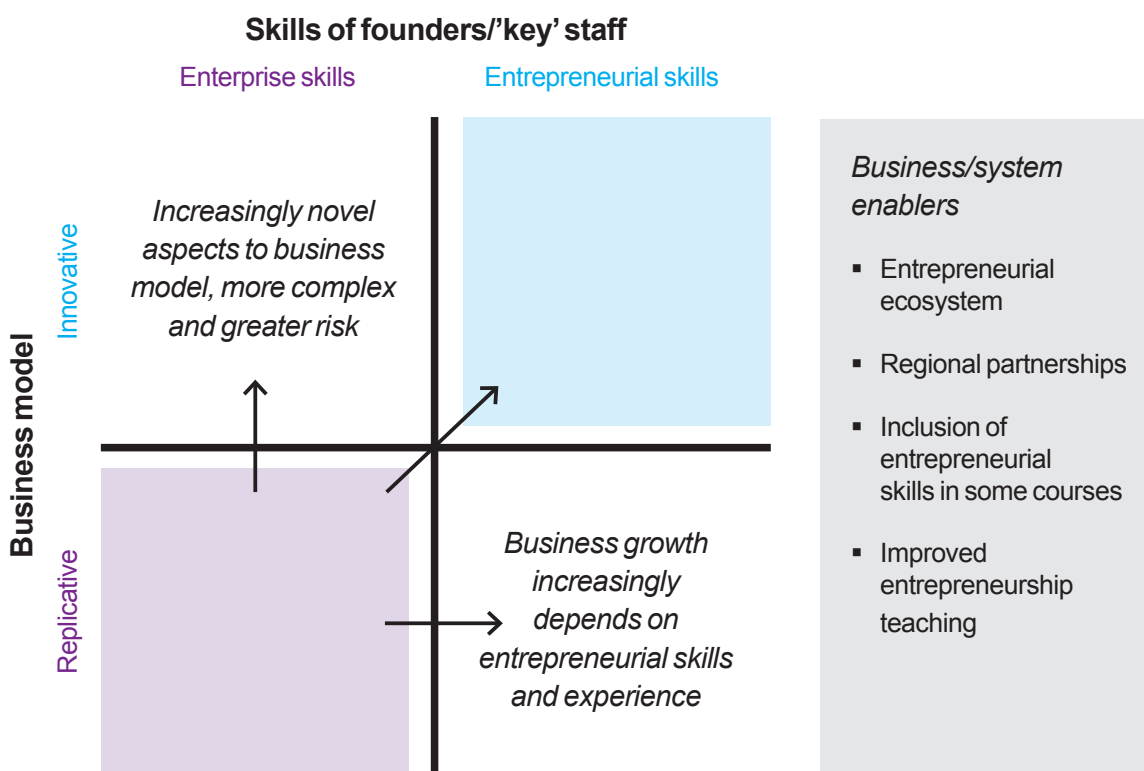 Skills of founders/’key’ staff
Enterprise skills
Entrepreneurial skills
Business model
Innovative
Replicative
Increasingly novel
aspects to business
model, more complex
and greater risk
Business growth
increasingly
depends on
entrepreneurial skills
and experience
Business/system
enablers
▪ Entrepreneurial
ecosystem
▪ Regional partnerships
▪ Inclusion of
entrepreneurial
skills in some courses
▪ Improved
entrepreneurship
teaching